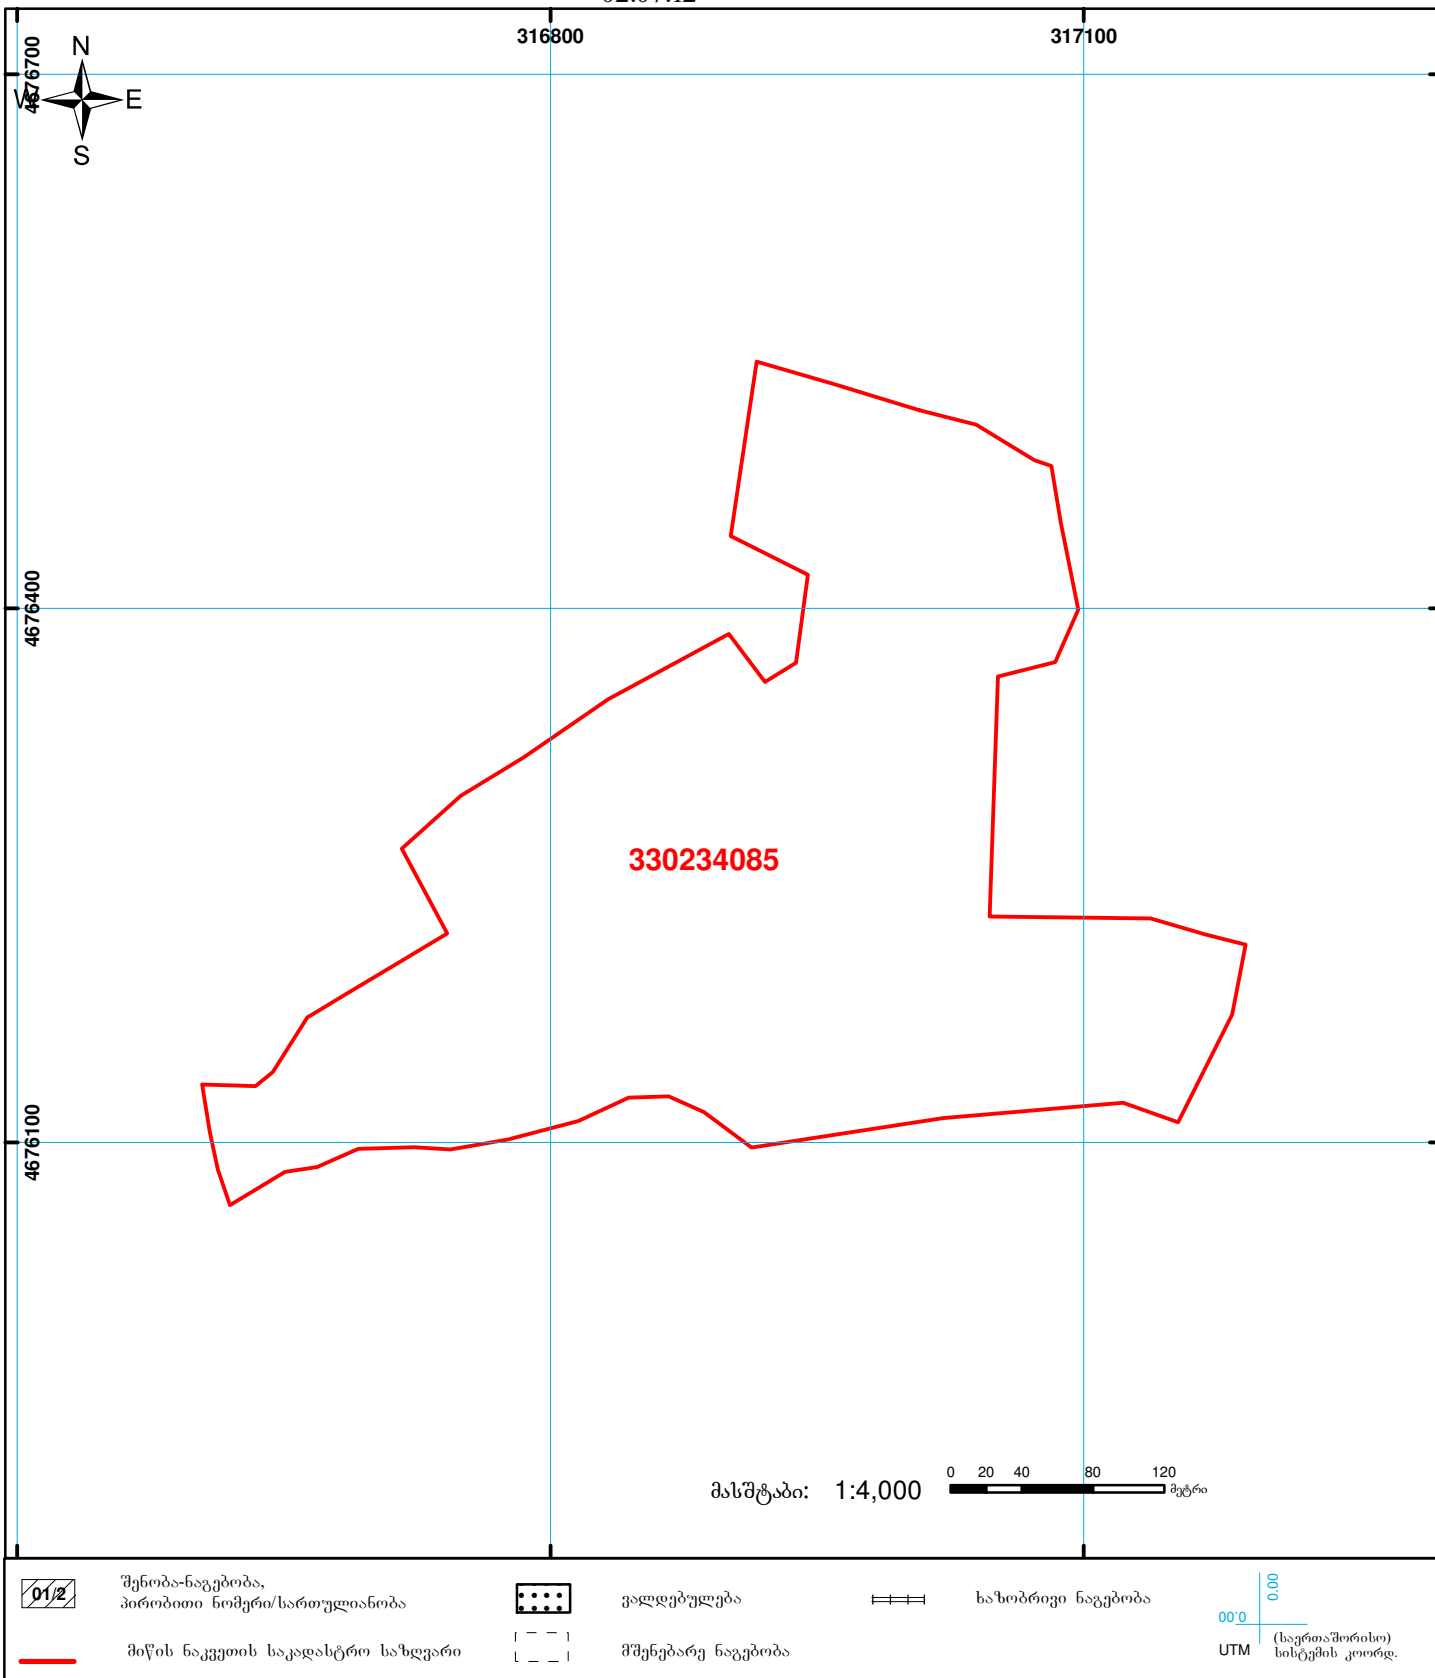 316800 317100
4676700
N
W E
S
4676400
330234085
4676100
მასშტაბი: 1:4,000
0 20 40 80 120
მეტრი
01/2 შენობა-ნაგებობა,
პირობითი ნომერი/სართულიანობა
ვალდებულება
ხაზობრივი ნაგებობა
მიწის ნაკვეთის საკადასტრო საზღვარი
მშენებარე ნაგებობა
00.0
00.0
UTM (საერთაშორისო)
სისტემის კოორდ.